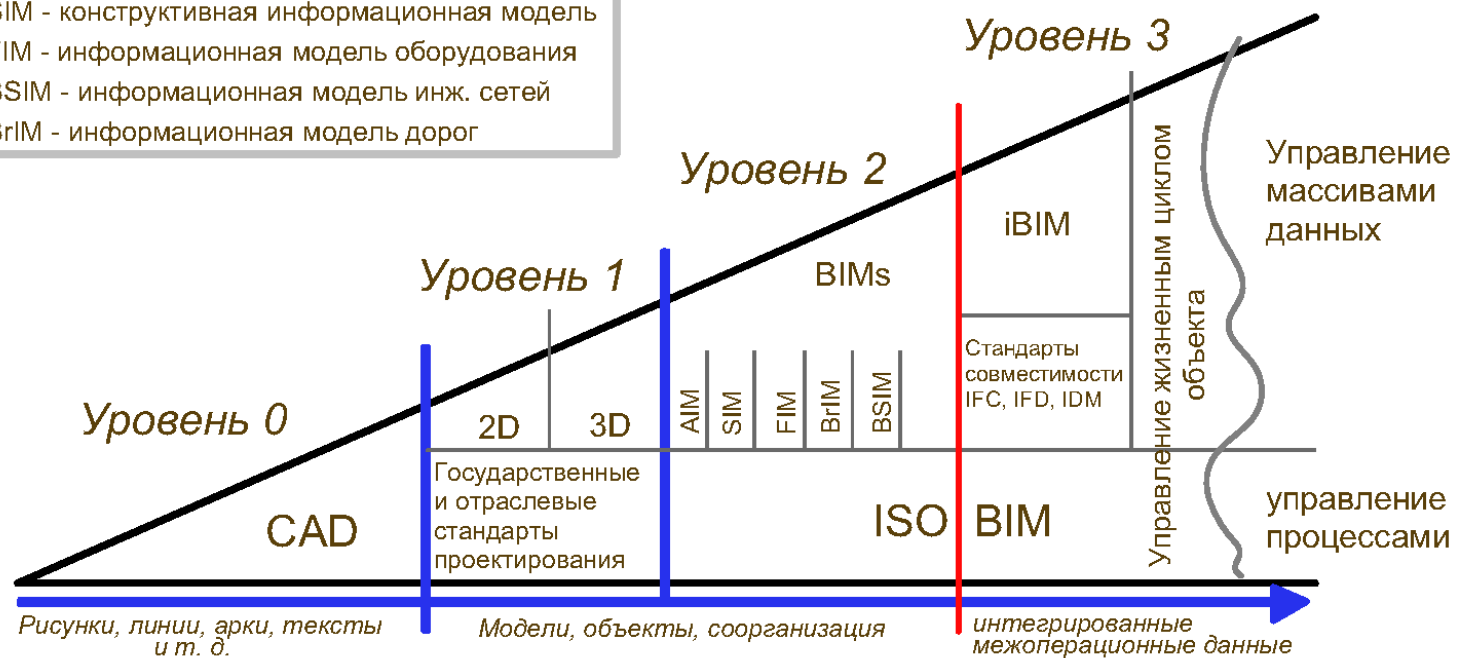 SIM - конструктивная информационная модель
FIM - информационная модель оборудования
BSIM - информационная модель инж. сетей
BrIM - информационная модель дорог
Уровень 3
Уровень 2
Уровень 1
Уровень 0
Управление
массивами
данных
управление
процессами
Управление жизненным циклом
объекта
iBIM
BIMs
Стандарты
совместимости
IFC, IFD, IDM
AIM
SIM
FIM
BrIM
BSIM
2D
3D
Государственные
и отраслевые
стандарты
проектирования
CAD
ISO BIM
Рисунки, линии, арки, тексты
и т. д.
Модели, объекты, соорганизация
интегрированные
межоперационные данные